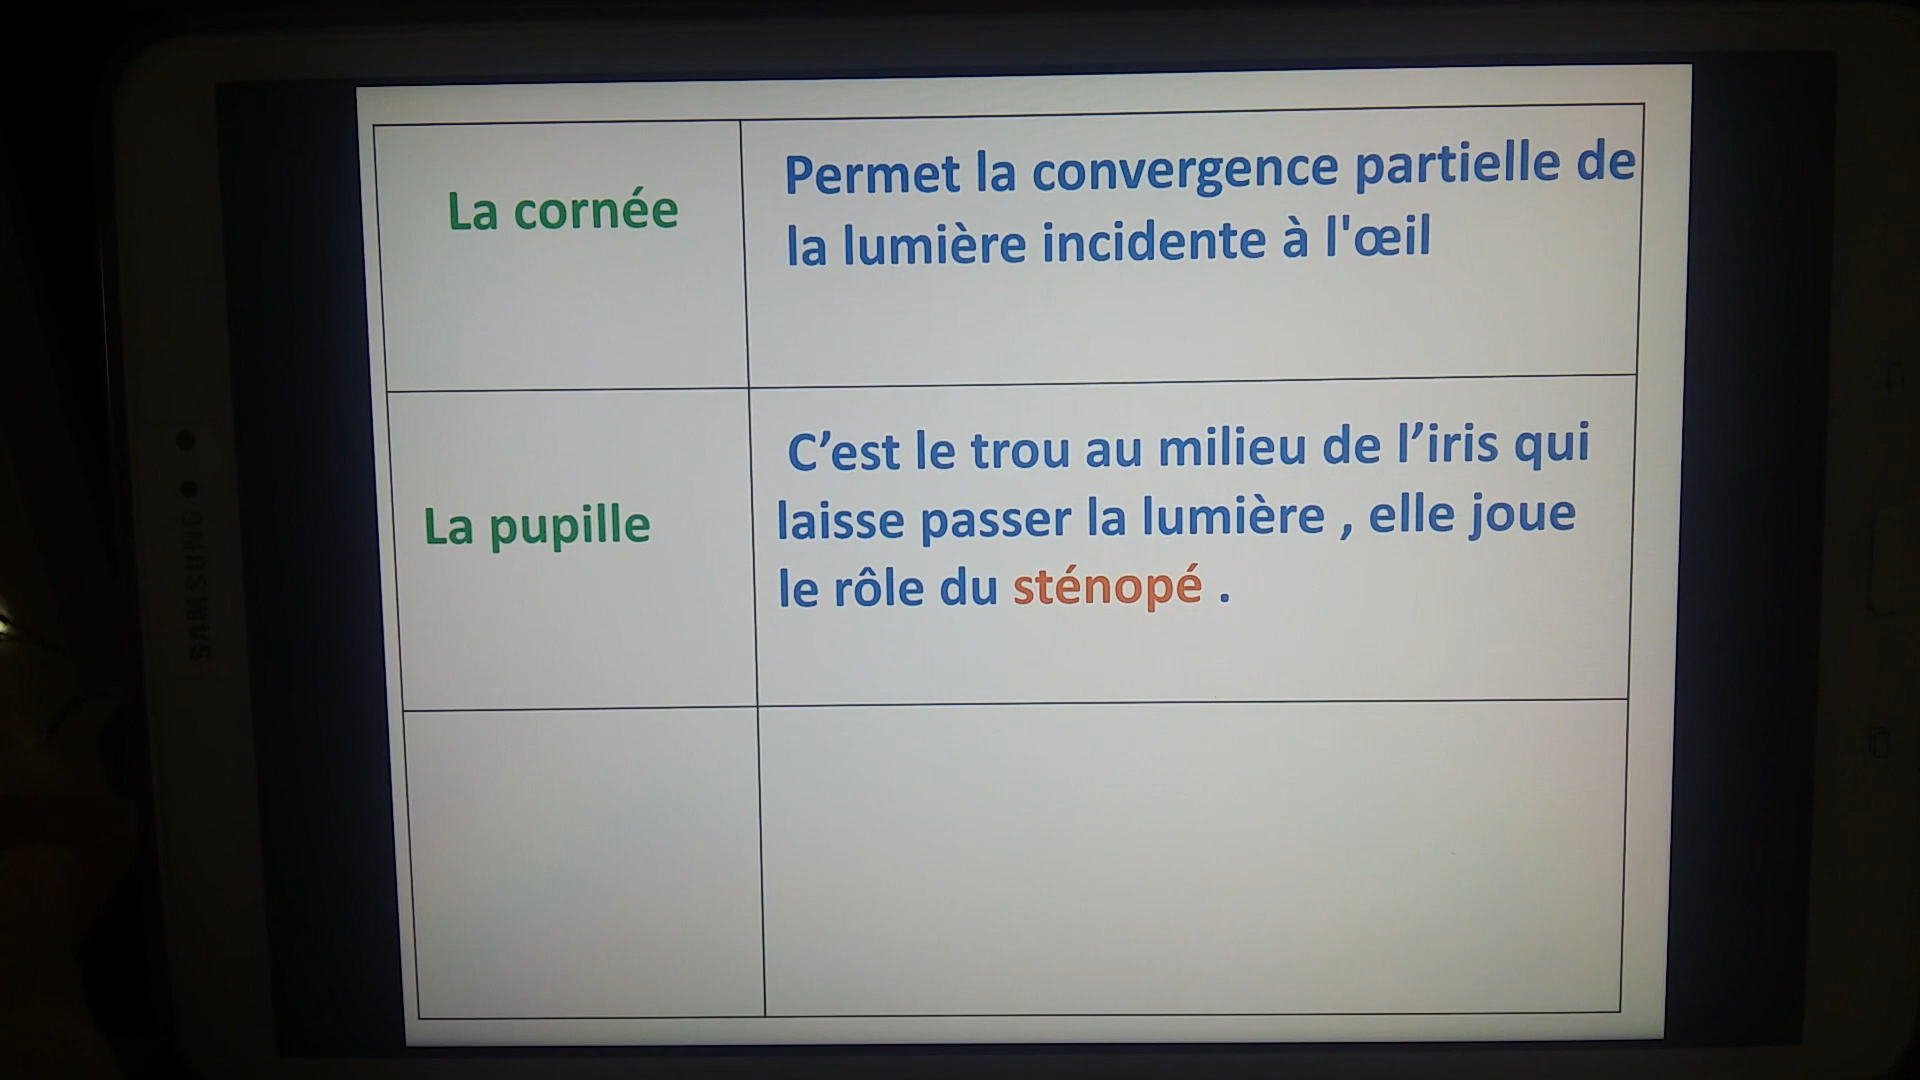 La cornée
Permet la convergence partielle de
la lumière incidente à l'œil
La pupille
C’est le trou au milieu de l’iris qui
laisse passer la lumière , elle joue
le rôle du sténopé .
SAMSUNG